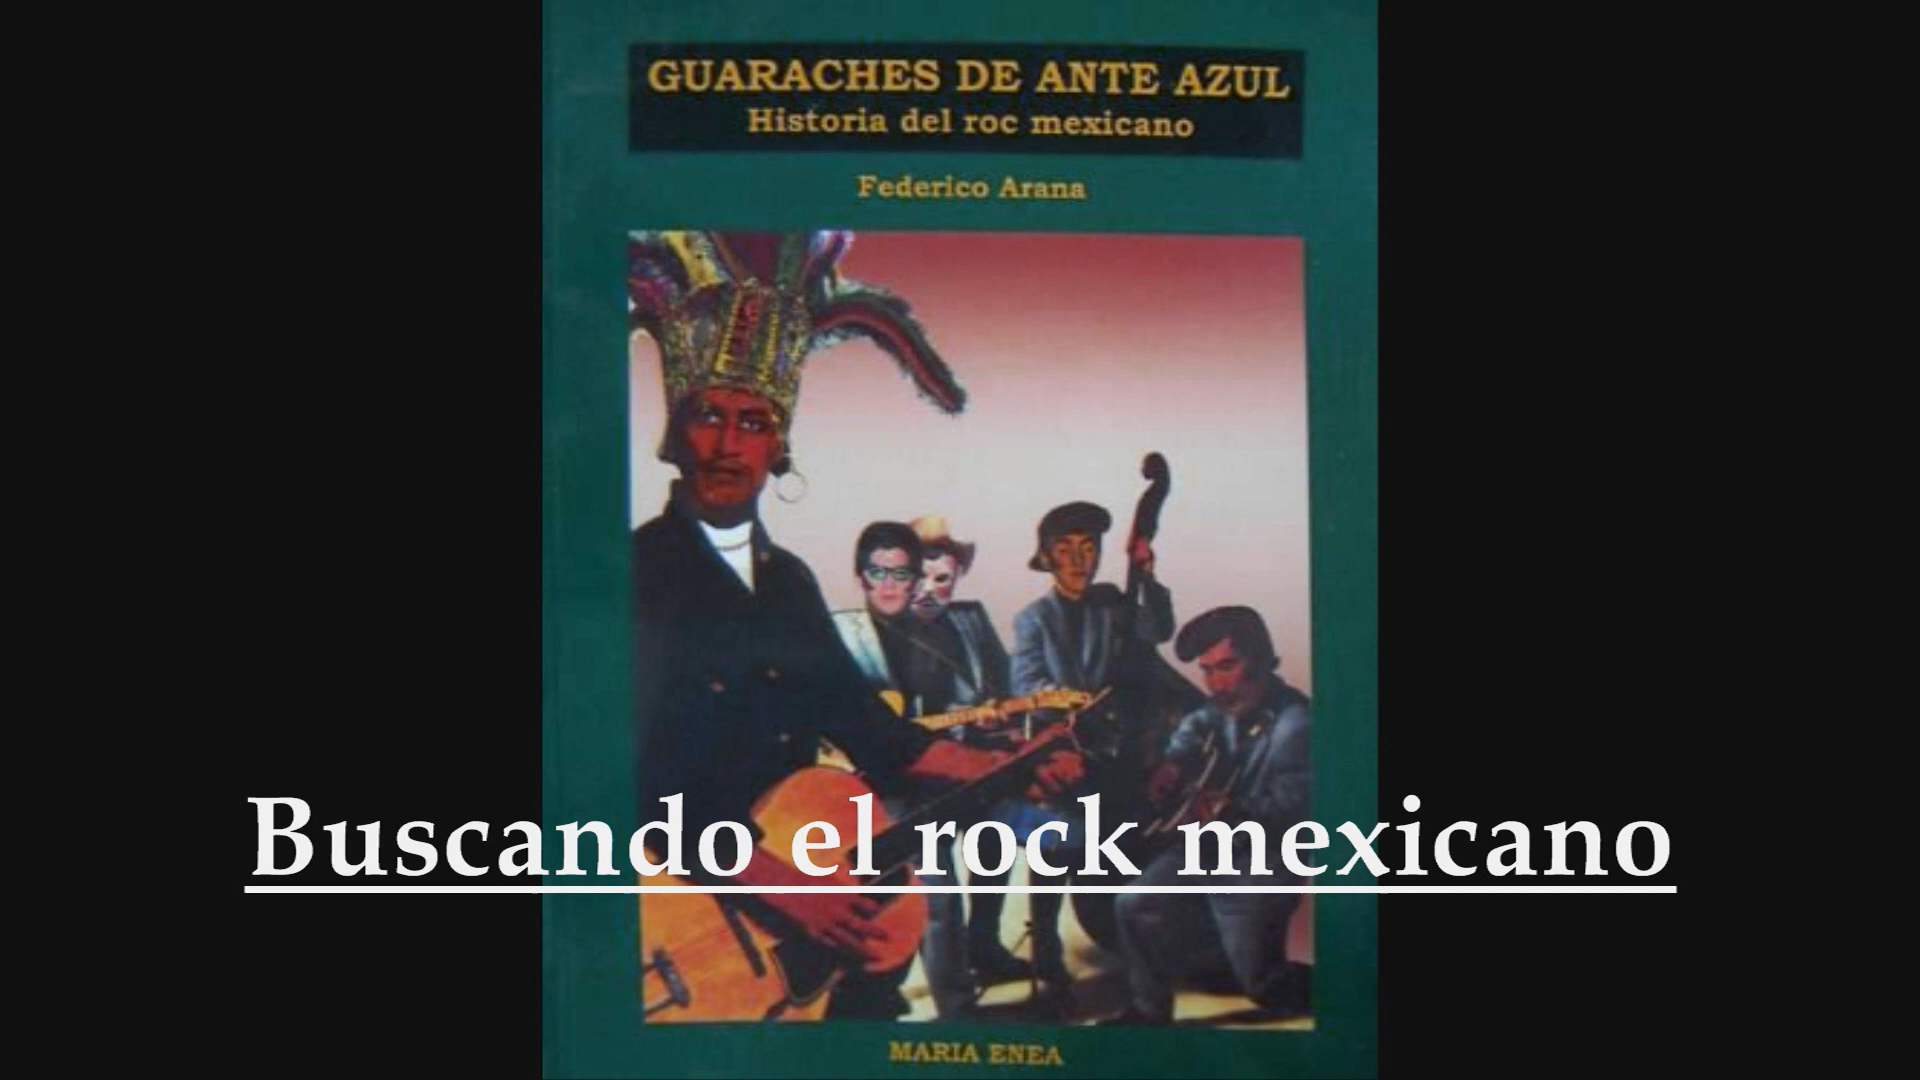 GUARACHES DE ANTE AZUL
Historia del roc mexicano
Federico Arana
Buscando el rock mexicano
MARIA ENEA